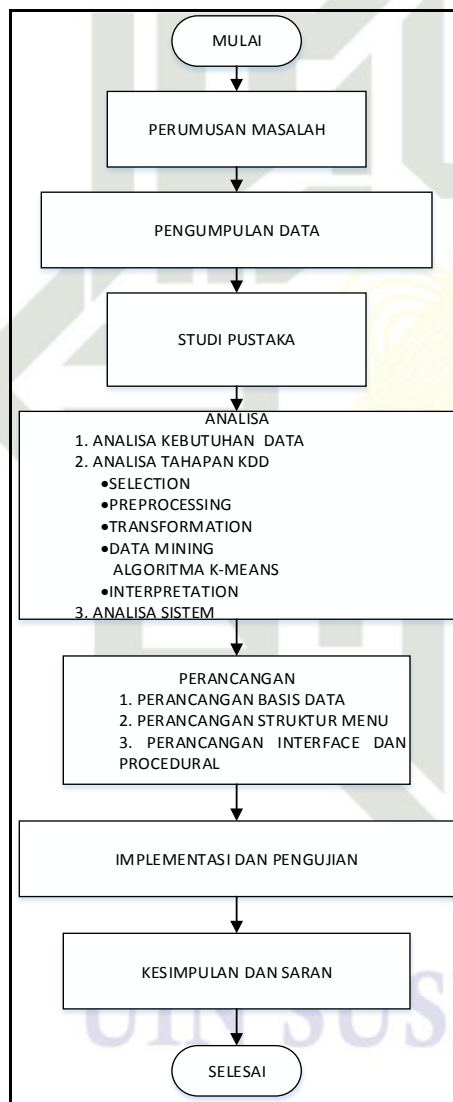 MULAI
PERUMUSAN MASALAH
PENGUMPULAN DATA
STUDI PUSTAKA
ANALISA
1. ANALISA KEBUTUHAN DATA
2. ANALISA TAHAPAN KDD
•SELECTION
•PREPROCESSING
•TRANSFORMATION
•DATA MINING
ALGORITMA K-MEANS
•INTERPRETATION
3. ANALISA SISTEM
PERANCANGAN
1. PERANCANGAN BASIS DATA
2. PERANCANGAN STRUKTUR MENU
3. PERANCANGAN INTERFACE DAN
PROCEDURAL
IMPLEMENTASI DAN PENGUJIAN
KESIMPULAN DAN SARAN
UIN SUS
SELESAI